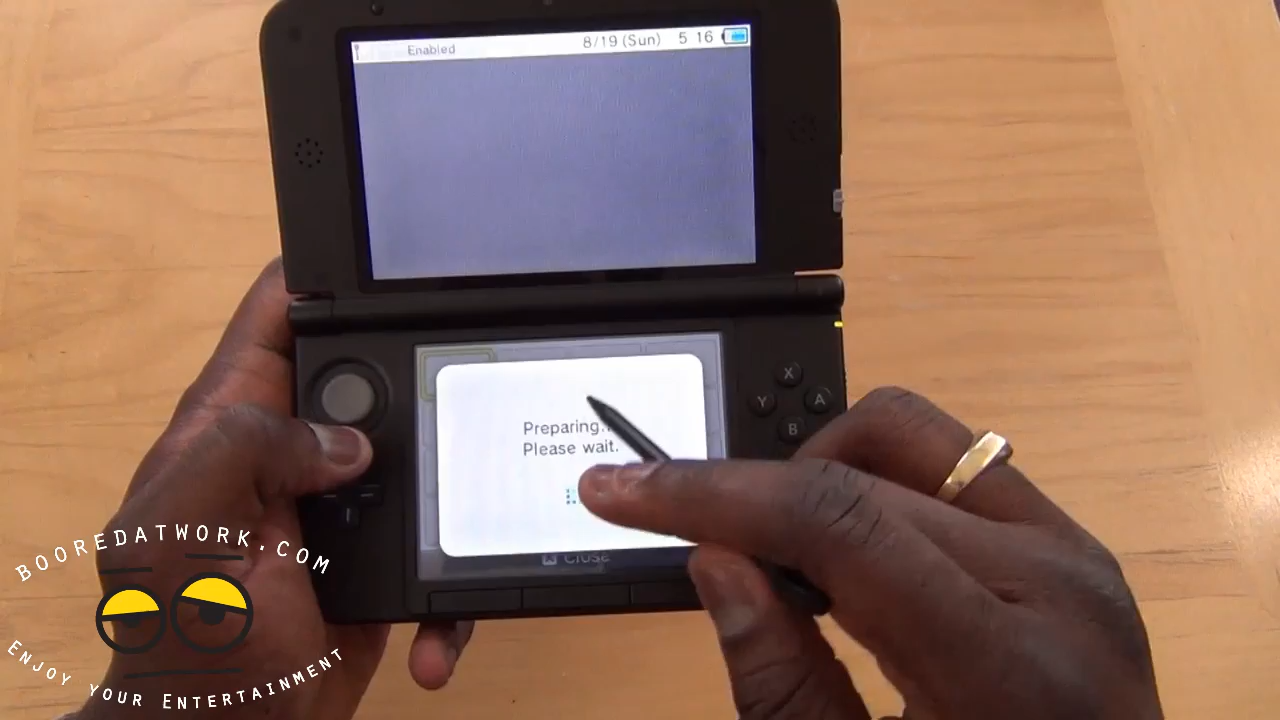 Enabled
8/19 (Sun) 5 16
Preparing.
Please wait.
Close
X
Y
A
B
BOOREDATWORK.COM
ENJOY YOUR ENTERTAINMENT